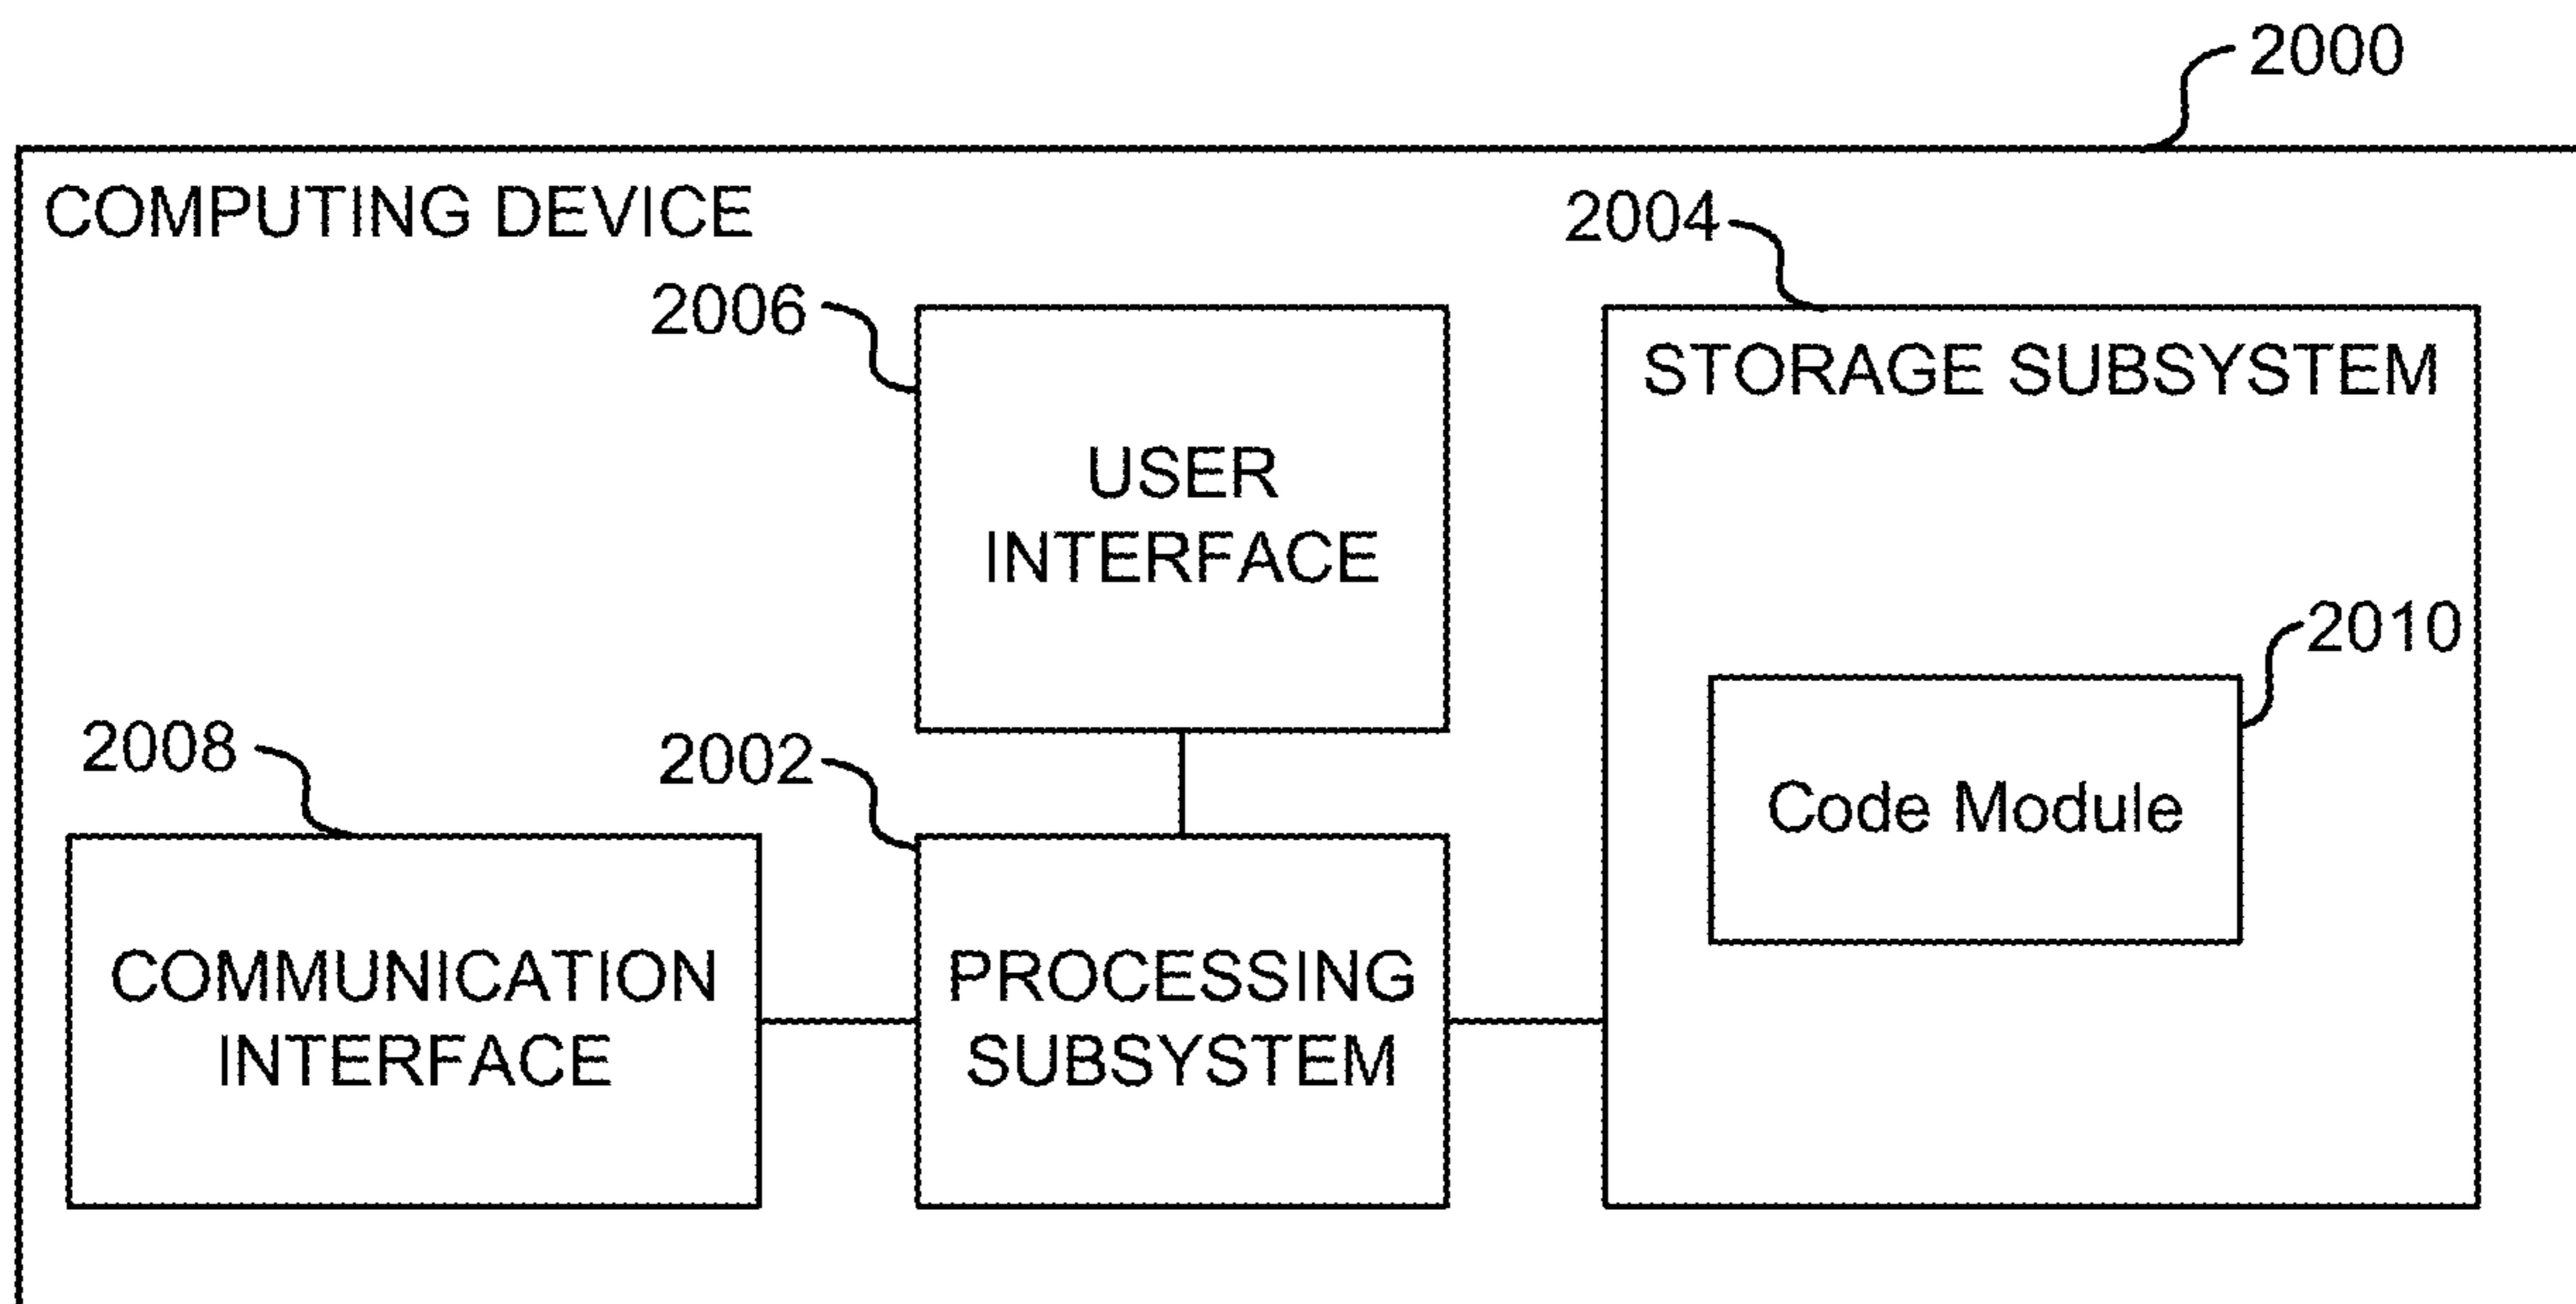 2000
COMPUTING DEVICE
2004
2006
STORAGE SUBSYSTEM
USER
INTERFACE
2010
2008
2002
Code Module
COMMUNICATION
INTERFACE
PROCESSING
SUBSYSTEM